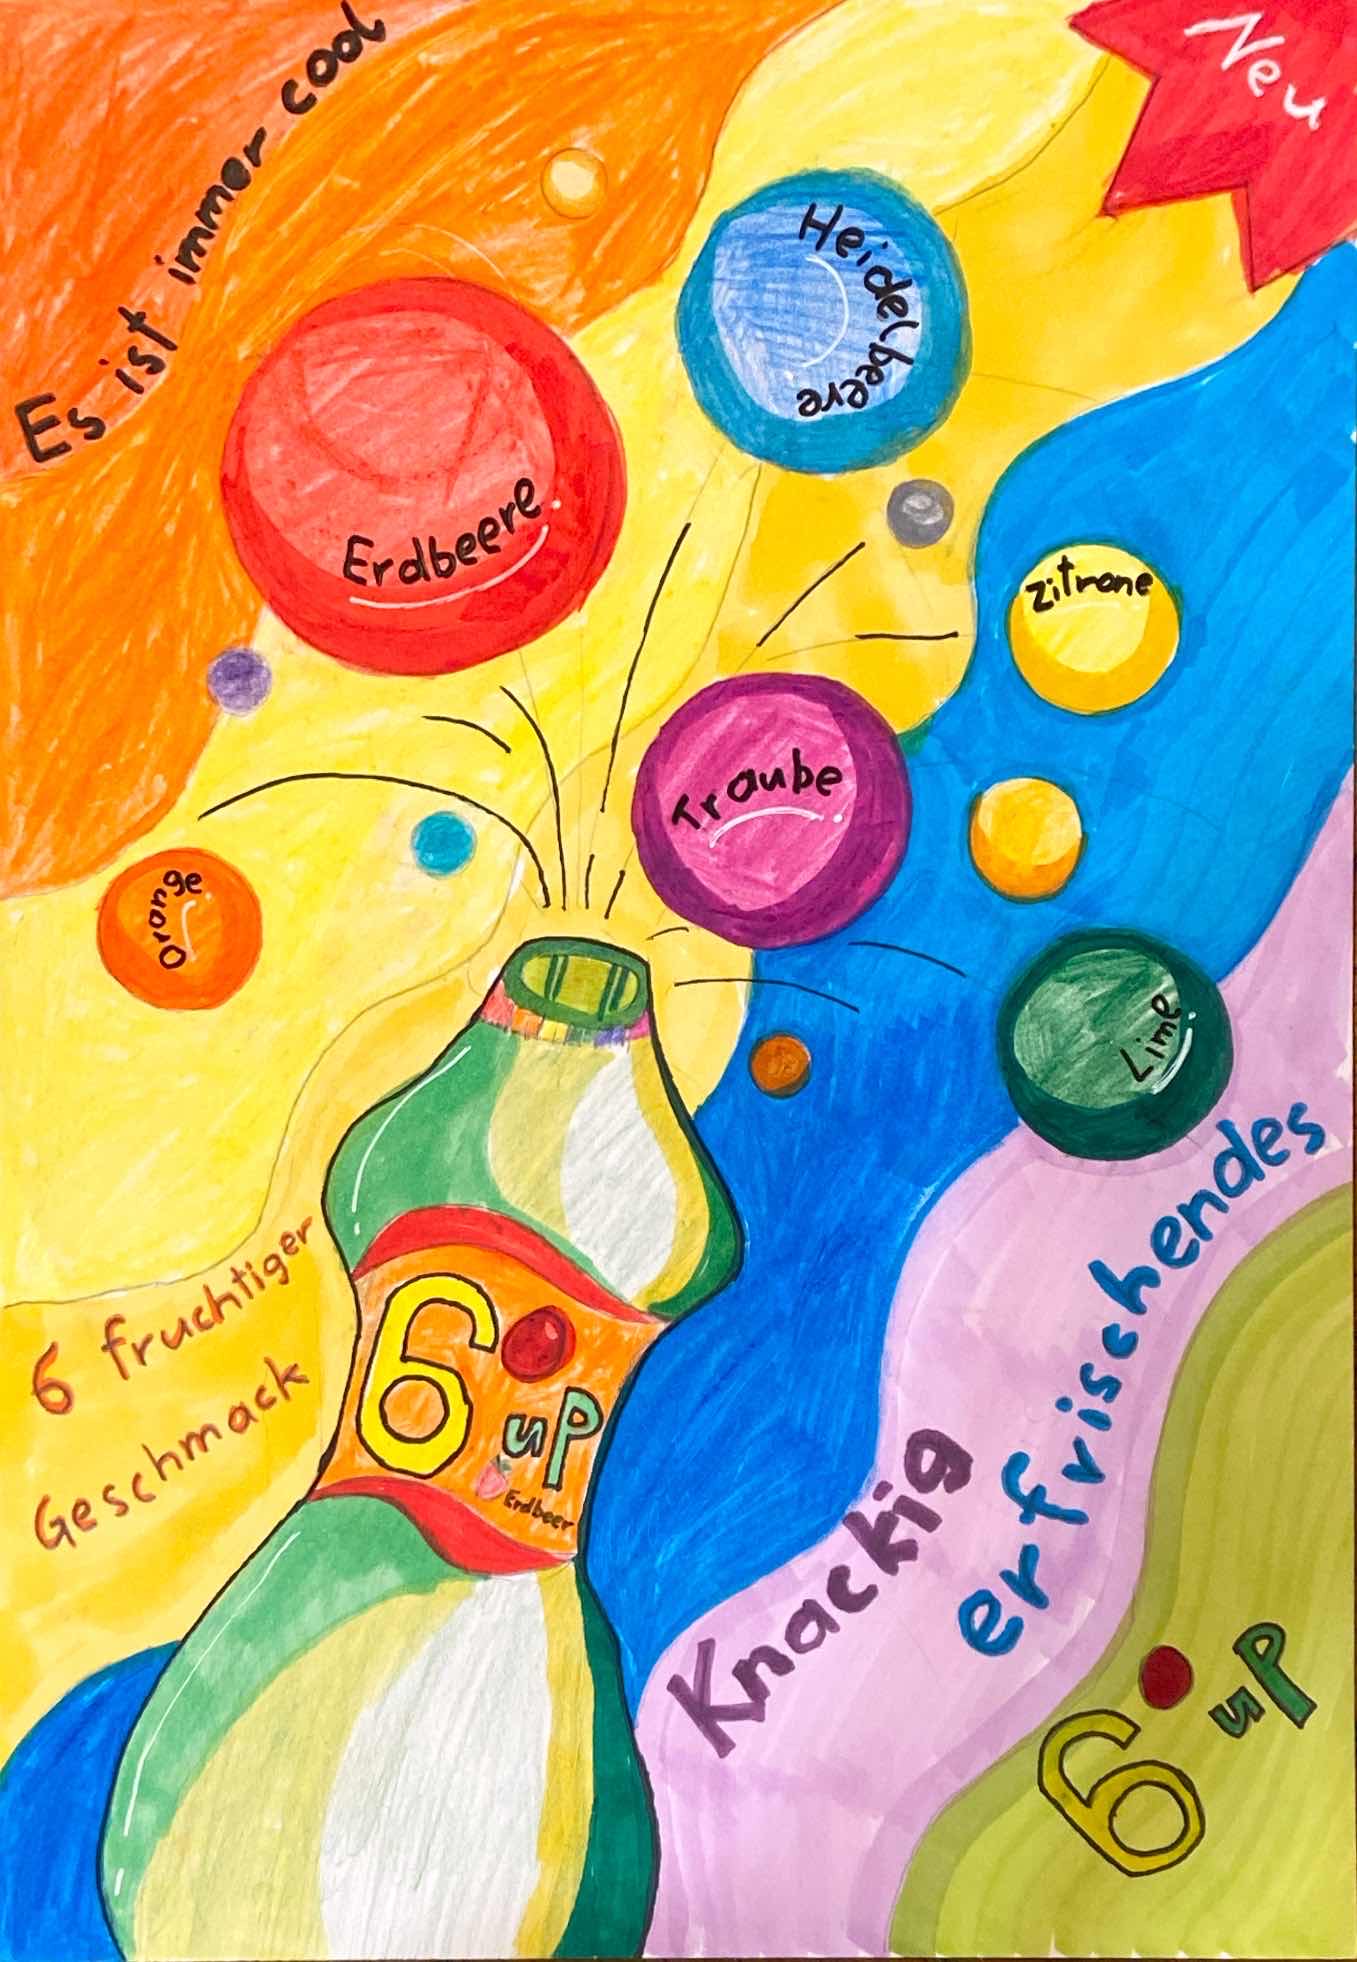 Es ist immer cool
Neu
Heidelbeere
Erdbeere
Zitrone
Traube
Orange
Lime
6 fruchtiger
Geschmack
6 up
Erdbeer
Knackig
erfrischendes
6 up